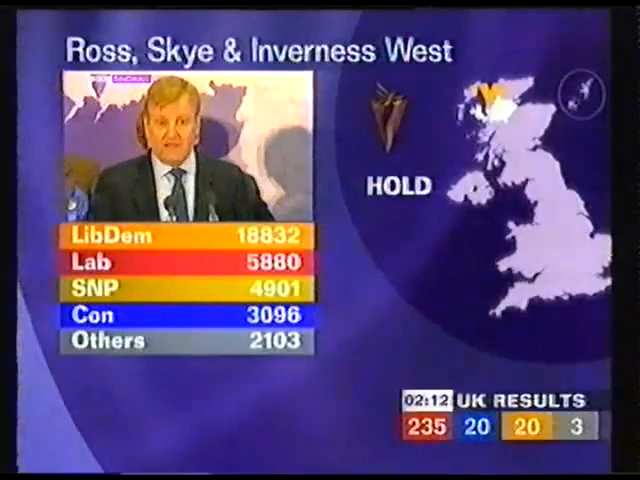 Ross, Skye & Inverness West
HOLD
LibDem 18832
Lab 5880
SNP 4901
Con 3096
Others 2103
02:12 UK RESULTS
235 20 20 3